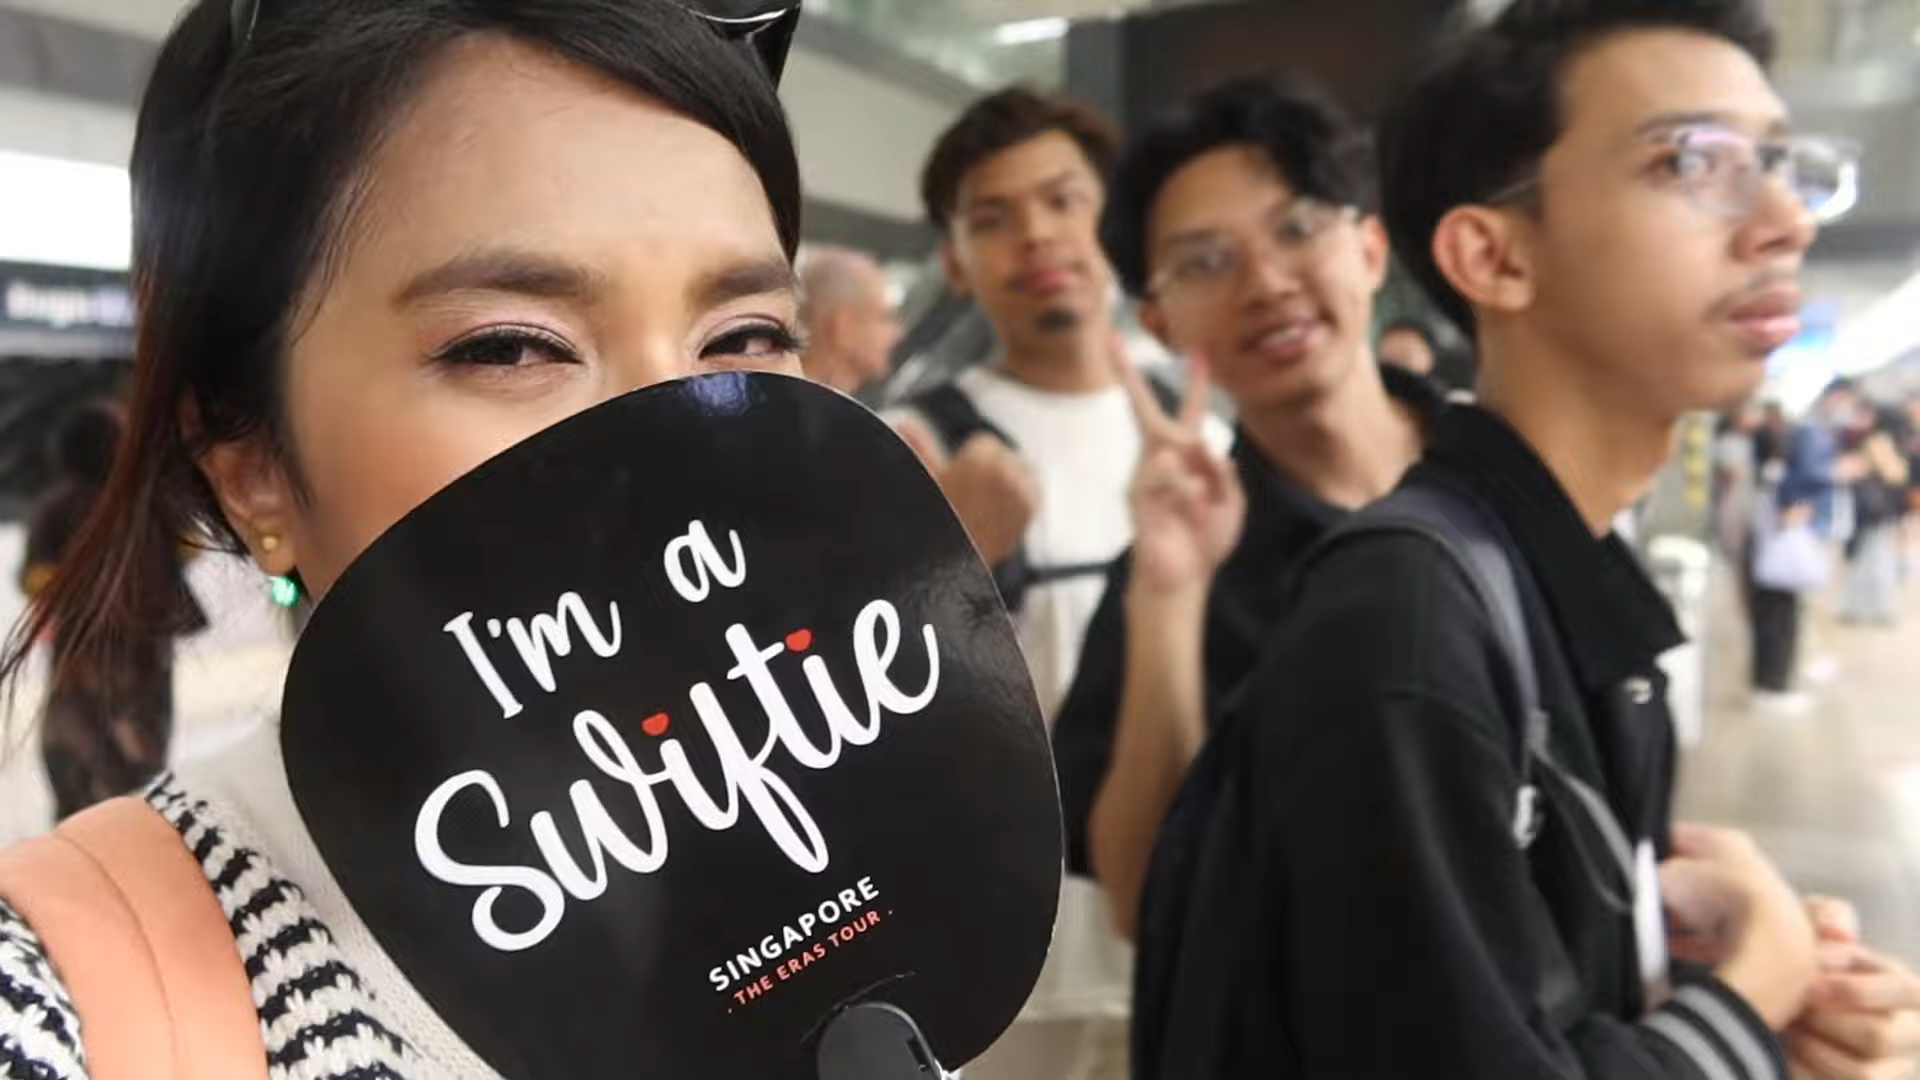 I'm a
Swiftie
SINGAPORE
. THE ERAS TOUR .